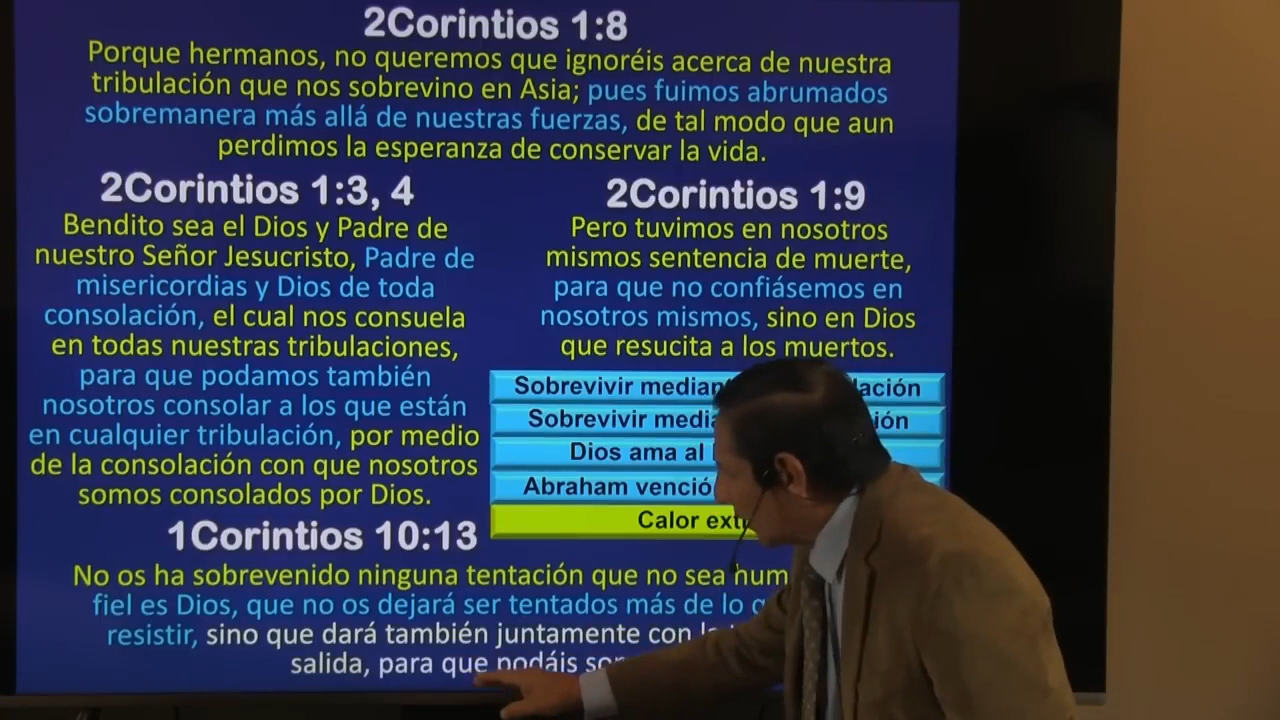 2Corintios 1:8
Porque hermanos, no queremos que ignoréis acerca de nuestra
tribulación que nos sobrevino en Asia; pues fuimos abrumados
sobremanera más allá de nuestras fuerzas, de tal modo que aun
perdimos la esperanza de conservar la vida.
2Corintios 1:3, 4
Bendito sea el Dios y Padre de
nuestro Señor Jesucristo, Padre de
misericordias y Dios de toda
consolación, el cual nos consuela
en todas nuestras tribulaciones,
para que podamos también
nosotros consolar a los que están
en cualquier tribulación, por medio
de la consolación con que nosotros
somos consolados por Dios.
2Corintios 1:9
Pero tuvimos en nosotros
mismos sentencia de muerte,
para que no confiásemos en
nosotros mismos, sino en Dios
que resucita a los muertos.
Sobrevivir
Sobrevivir
Dios ama al
Abraham venció
Calor
1Corintios 10:13
No os ha sobrevenido ninguna tentación que no sea
fiel es Dios, que no os dejará ser tentados más de lo
resistir, sino que dará también juntamente con
salida, para que podáis